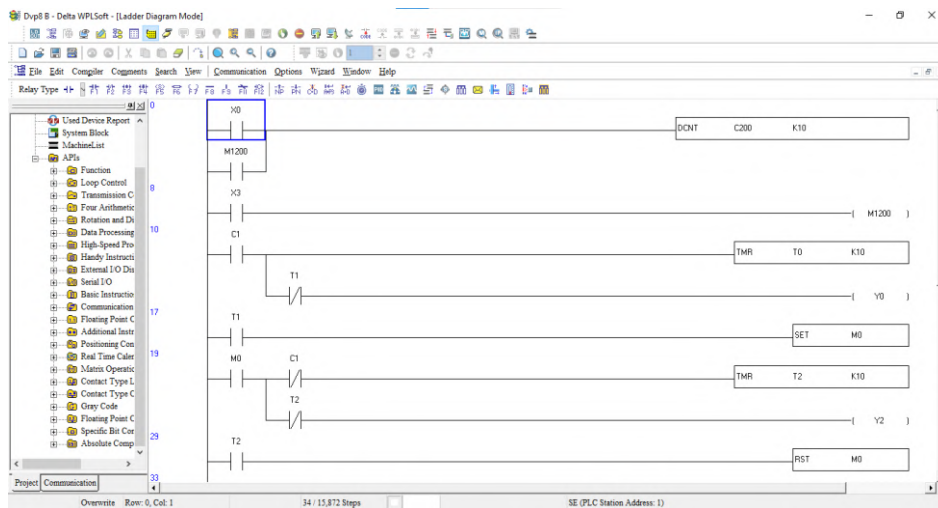 Dvp8 B - Delta WPLSoft - [Ladder Diagram Mode]
File Edit Compiler Comments Search View Communication Options Wizard Window Help
Relay Type
Used Device Report
System Block
MachineList
APIs
Function
Loop Control
Transmission C
Four Arithmetic
Rotation and Di
Data Processing
High-Speed Pro
Handy Instructi
External I/O Dis
Serial I/O
Basic Instructio
Communication
Floating Point C
Additional Instr
Positioning Con
Real Time Caler
Matrix Operatic
Contact Type L
Contact Type C
Gray Code
Floating Point C
Specific Bit Cor
Absolute Comp
Project Communication
0
X0
DCNT C200 K10
M1200
8
X3
M1200
10
C1
TMR T0 K10
T1
Y0
17
T1
SET M0
19
M0 C1
TMR T2 K10
T2
Y2
29
T2
RST M0
33
Overwrite Row: 0, Col: 1 34 / 15,872 Steps SE (PLC Station Address: 1)